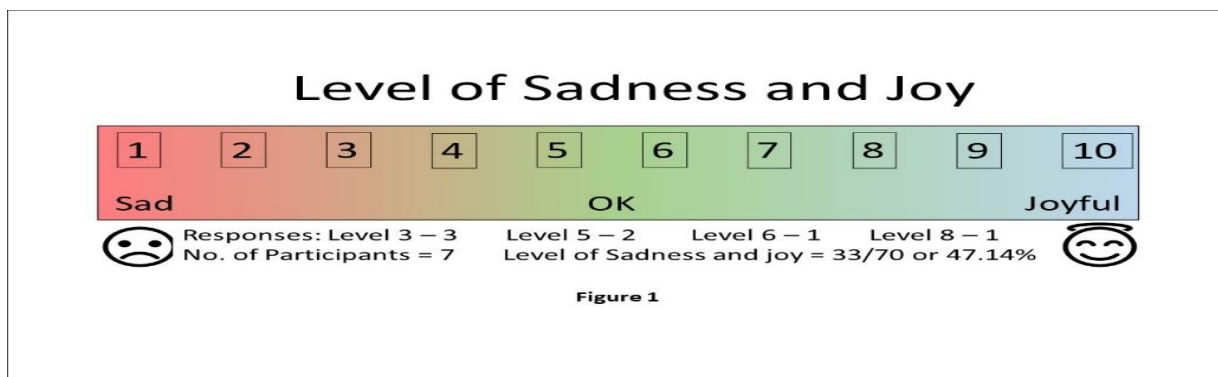 Level of Sadness and Joy
1 2 3 4 5 6 7 8 9 10
Sad OK Joyful
Responses: Level 3 – 3 Level 5 – 2 Level 6 – 1 Level 8 – 1
No. of Participants = 7 Level of Sadness and joy = 33/70 or 47.14%
Figure 1